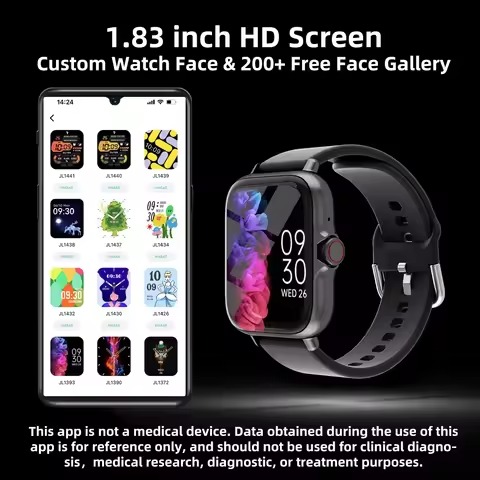 1.83 inch HD Screen
Custom Watch Face & 200+ Free Face Gallery
14:24
JL1441 JL1440 JL1439
09:30
JL1438 JL1437 JL1434
09:30
JL1432 JL1430 JL1426
JL1393 JL1390 JL1372
09
30
WED 26
This app is not a medical device. Data obtained during the use of this
app is for reference only, and should not be used for clinical diagno-
sis, medical research, diagnostic, or treatment purposes.